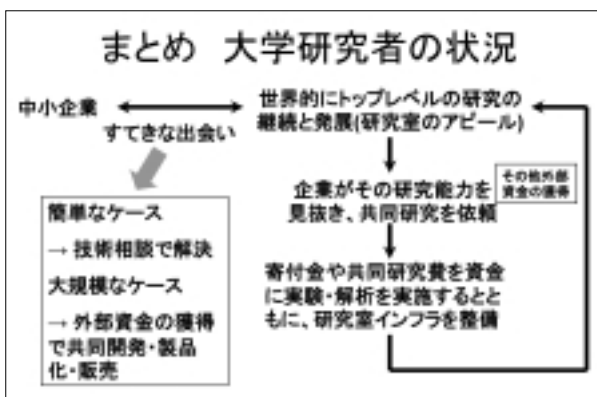 まとめ 大学研究者の状況
中小企業
すてきな出会い
世界的にトップレベルの研究の
継続と発展(研究室のアピール)
その他外部
資金の獲得
企業がその研究能力を
見抜き、共同研究を依頼
寄付金や共同研究費を資金
に実験・解析を実施するとと
もに、研究室インフラを整備
簡単なケース
→ 技術相談で解決
大規模なケース
→ 外部資金の獲得
で共同開発・製品
化・販売